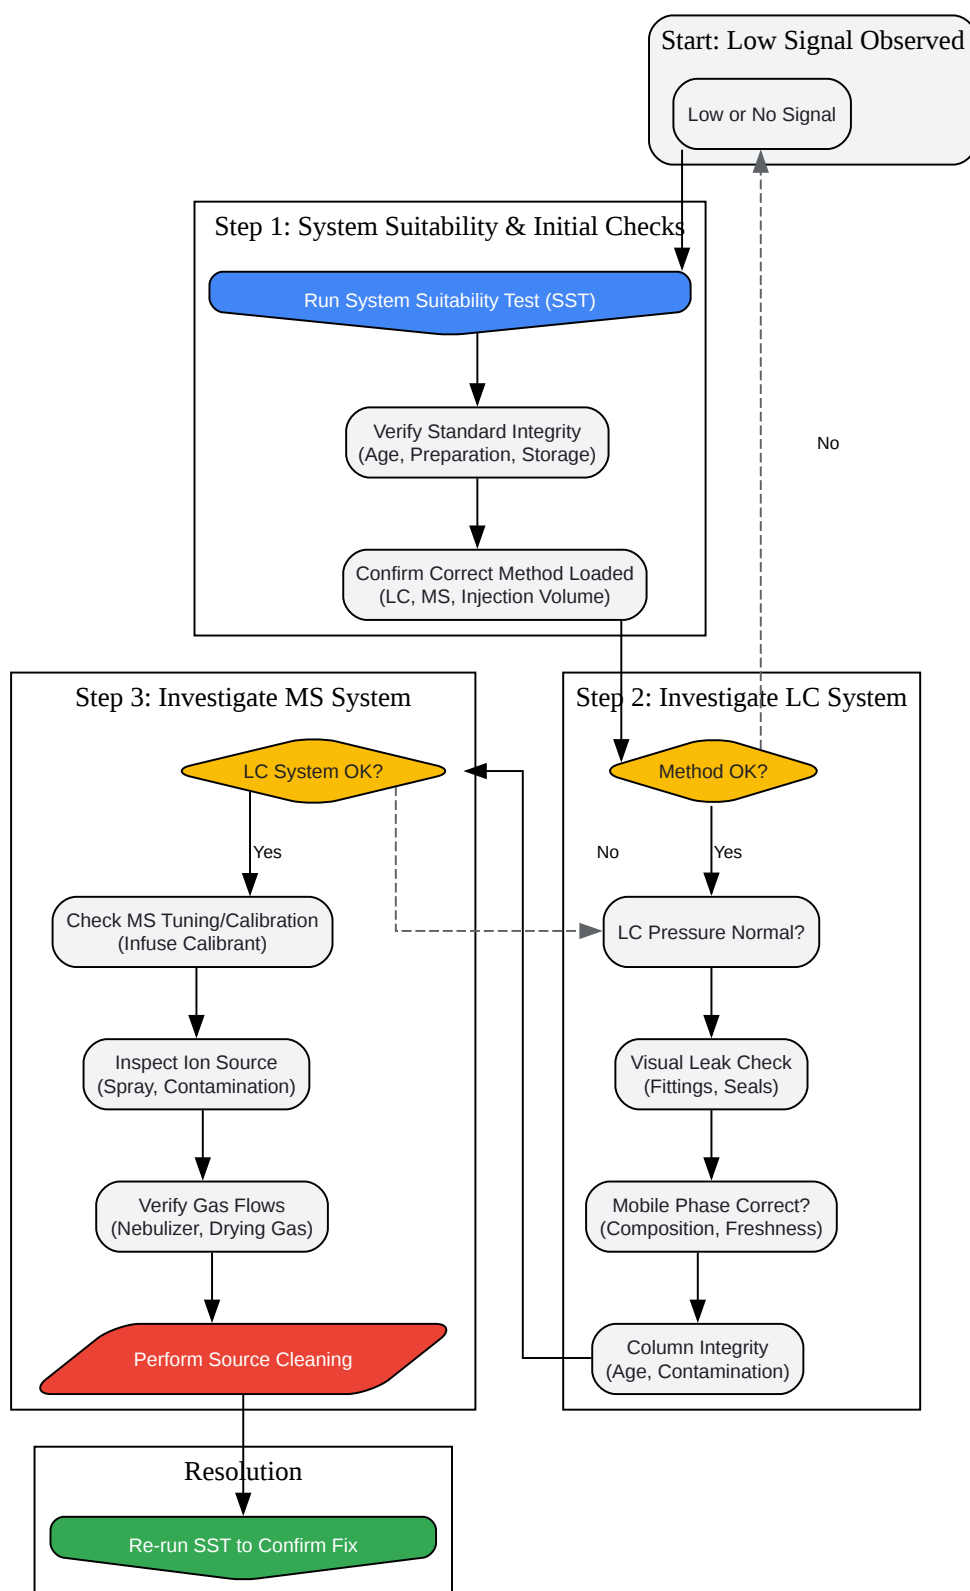 Start: Low Signal Observed
Low or No Signal
Step 1: System Suitability & Initial Checks
Run System Suitability Test (SST)
Verify Standard Integrity
(Age, Preparation, Storage)
No
Confirm Correct Method Loaded
(LC, MS, Injection Volume)
Step 3: Investigate MS System
LC System OK?
Yes
Check MS Tuning/Calibration
(Infuse Calibrant)
Inspect Ion Source
(Spray, Contamination)
Verify Gas Flows
(Nebulizer, Drying Gas)
Perform Source Cleaning
Step 2: Investigate LC System
Method OK?
No
Yes
LC Pressure Normal?
Visual Leak Check
(Fittings, Seals)
Mobile Phase Correct?
(Composition, Freshness)
Column Integrity
(Age, Contamination)
Resolution
Re-run SST to Confirm Fix